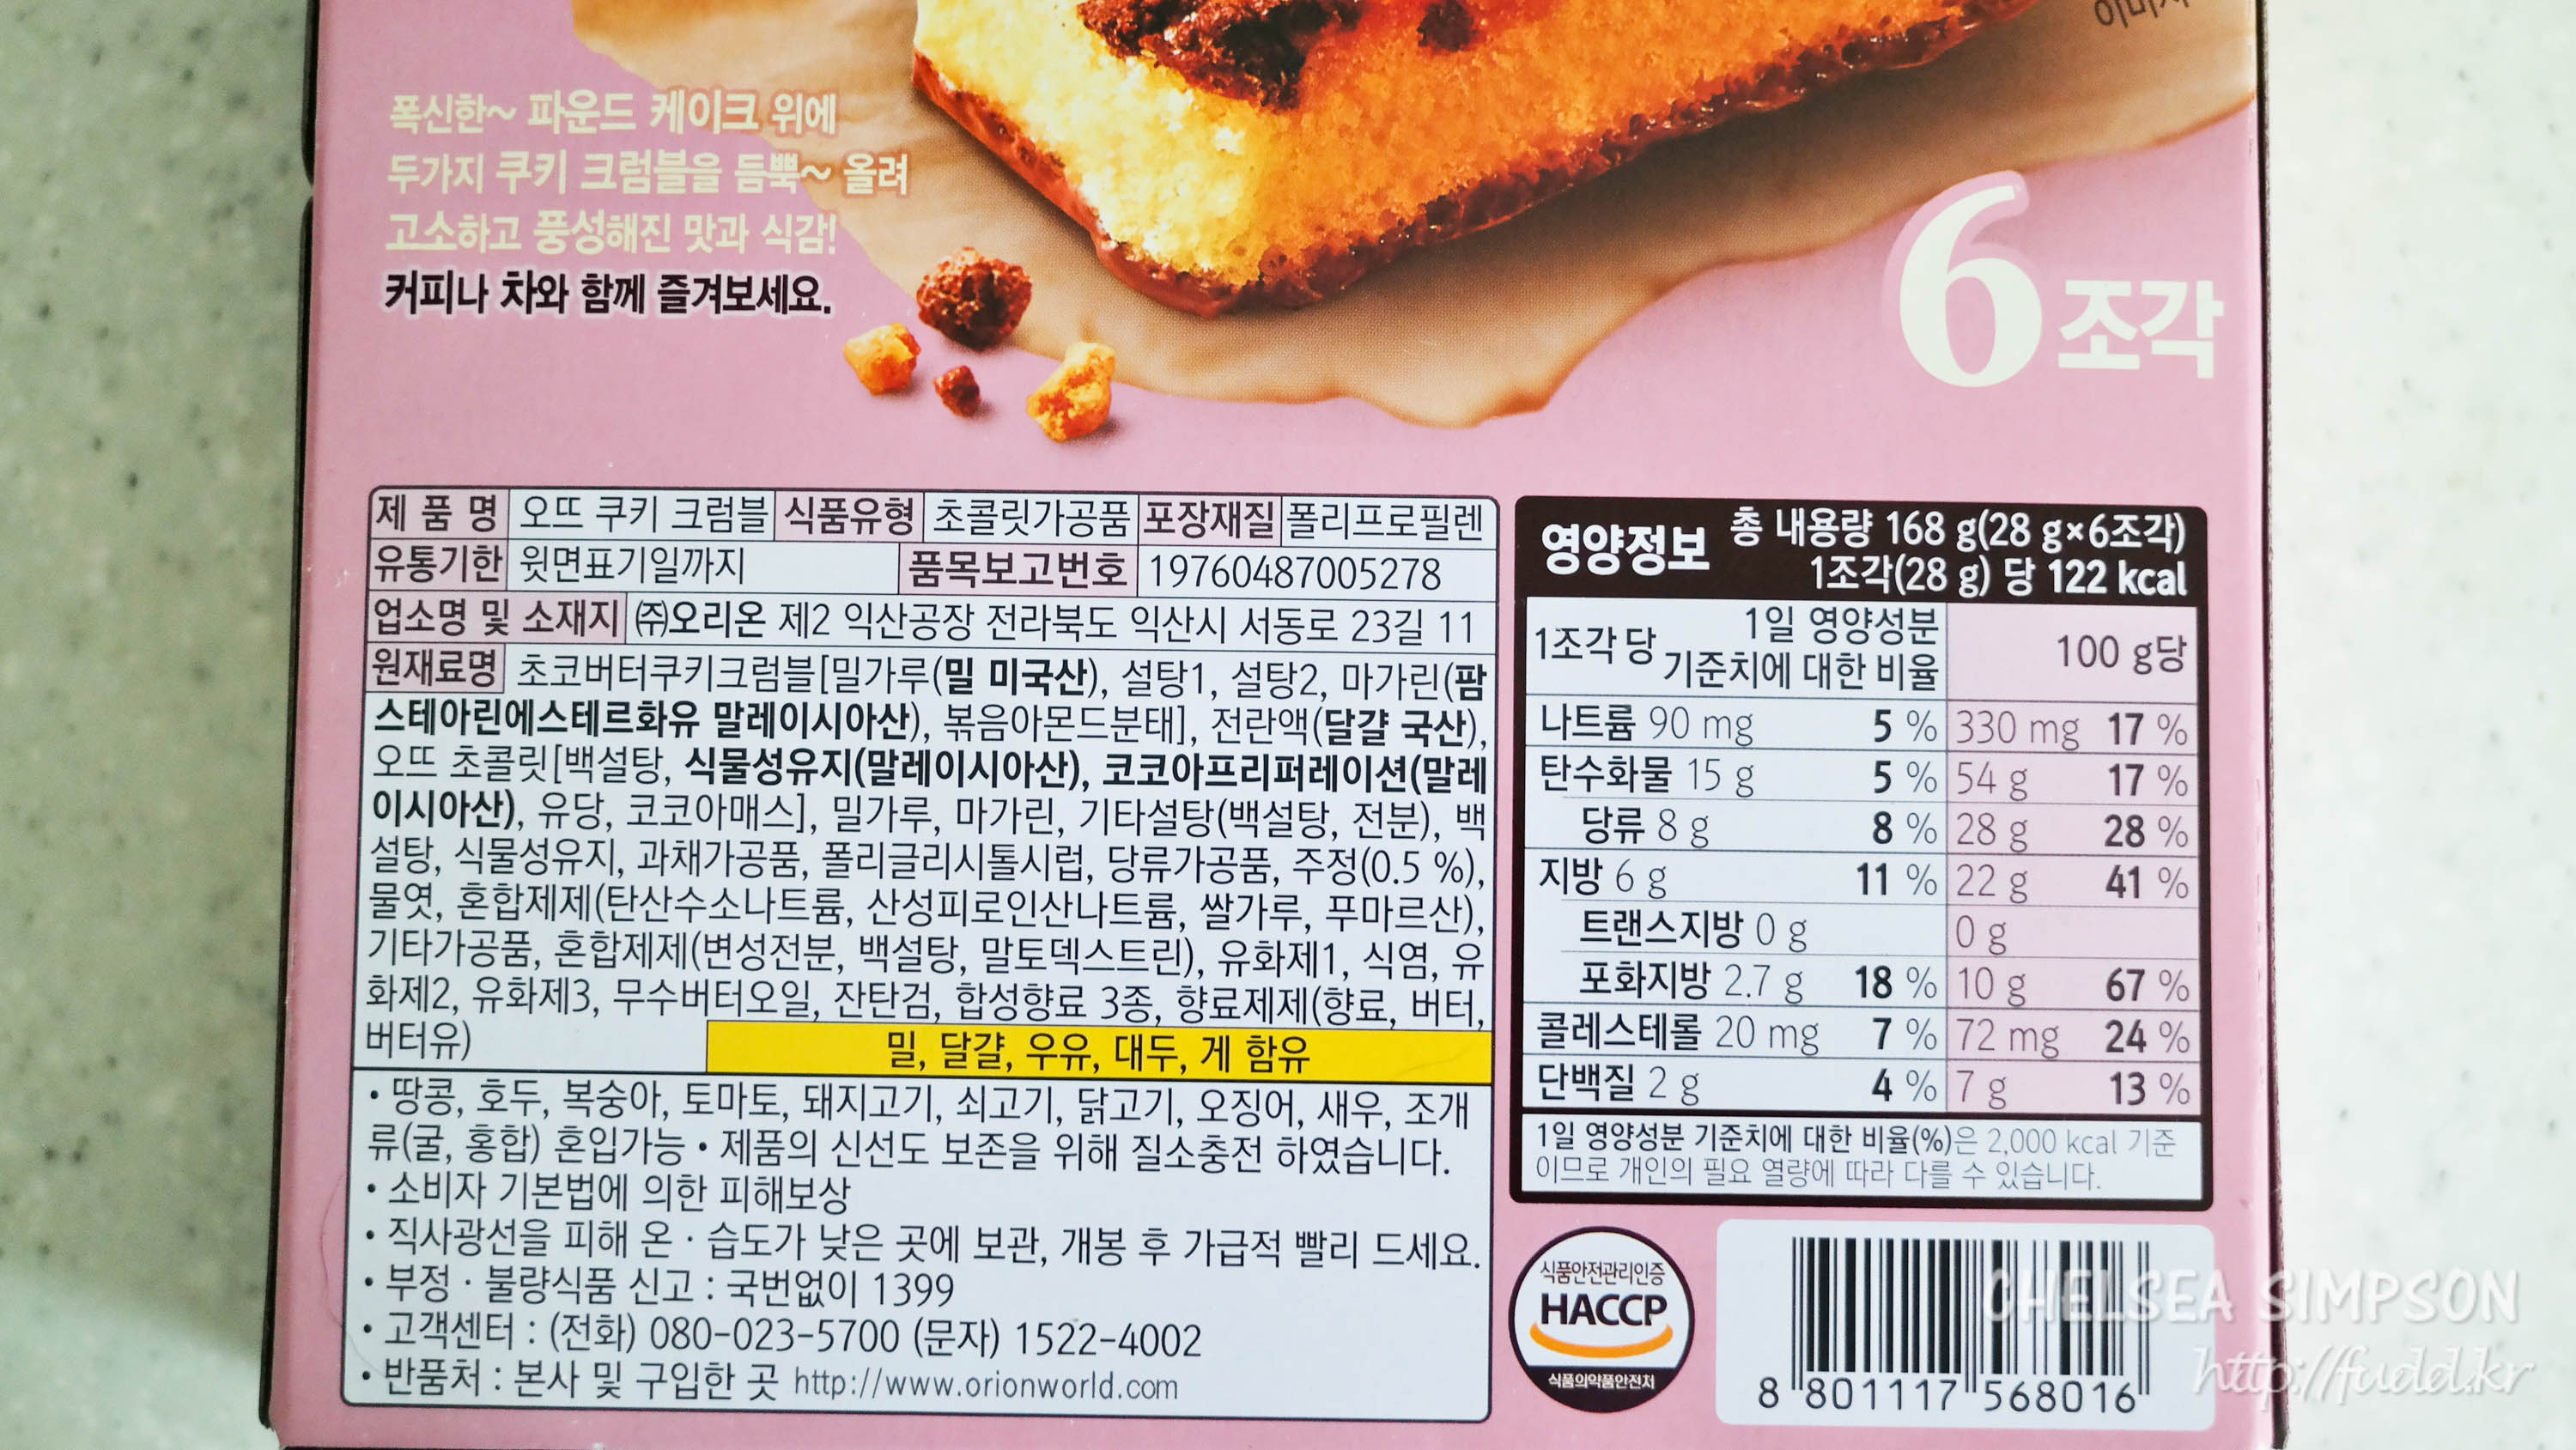 폭신한~ 파운드 케이크 위에
두가지 쿠키 크럼블을 듬뿍~ 올려
고소하고 풍성해진 맛과 식감!
커피나 차와 함께 즐겨보세요.
6조각
제 품 명 오뜨 쿠키 크럼블 식품유형 초콜릿가공품 포장재질 폴리프로필렌
유통기한 윗면표기일까지 품목보고번호 19760487005278
업소명 및 소재지 ㈜오리온 제2 익산공장 전라북도 익산시 서동로 23길 11
원재료명 초코버터쿠키크럼블[밀가루(밀 미국산), 설탕1, 설탕2, 마가린(팜
스테아린에스테르화유 말레이시아산), 볶음아몬드분태], 전란액(달걀 국산),
오뜨 초콜릿[백설탕, 식물성유지(말레이시아산), 코코아프리퍼레이션(말레
이시아산), 유당, 코코아매스], 밀가루, 마가린, 기타설탕(백설탕, 전분), 백
설탕, 식물성유지, 과채가공품, 폴리글리시톨시럽, 당류가공품, 주정(0.5 %),
물엿, 혼합제제(탄산수소나트륨, 산성피로인산나트륨, 쌀가루, 푸마르산),
기타가공품, 혼합제제(변성전분, 백설탕, 말토덱스트린), 유화제1, 식염, 유
화제2, 유화제3, 무수버터오일, 잔탄검, 합성향료 3종, 향료제제(향료, 버터,
버터유)
밀, 달걀, 우유, 대두, 게 함유
• 땅콩, 호두, 복숭아, 토마토, 돼지고기, 쇠고기, 닭고기, 오징어, 새우, 조개
류(굴, 홍합) 혼입가능 • 제품의 신선도 보존을 위해 질소충전 하였습니다.
• 소비자 기본법에 의한 피해보상
• 직사광선을 피해 온 · 습도가 낮은 곳에 보관, 개봉 후 가급적 빨리 드세요.
• 부정 · 불량식품 신고 : 국번없이 1399
• 고객센터 : (전화) 080-023-5700 (문자) 1522-4002
• 반품처 : 본사 및 구입한 곳 http://www.orionworld.com
영양정보 총 내용량 168 g(28 g×6조각)
1조각(28 g) 당 122 kcal
1조각 당 1일 영양성분 기준치에 대한 비율 100 g당
나트륨 90 mg 5 % 330 mg 17 %
탄수화물 15 g 5 % 54 g 17 %
당류 8 g 8 % 28 g 28 %
지방 6 g 11 % 22 g 41 %
트랜스지방 0 g 0 g
포화지방 2.7 g 18 % 10 g 67 %
콜레스테롤 20 mg 7 % 72 mg 24 %
단백질 2 g 4 % 7 g 13 %
1일 영양성분 기준치에 대한 비율(%)은 2,000 kcal 기준
이므로 개인의 필요 열량에 따라 다를 수 있습니다.
식품안전관리인증
HACCP
식품의약품안전처
8 801117 568016
CHELSEA SIMPSON
http://fudd.kr